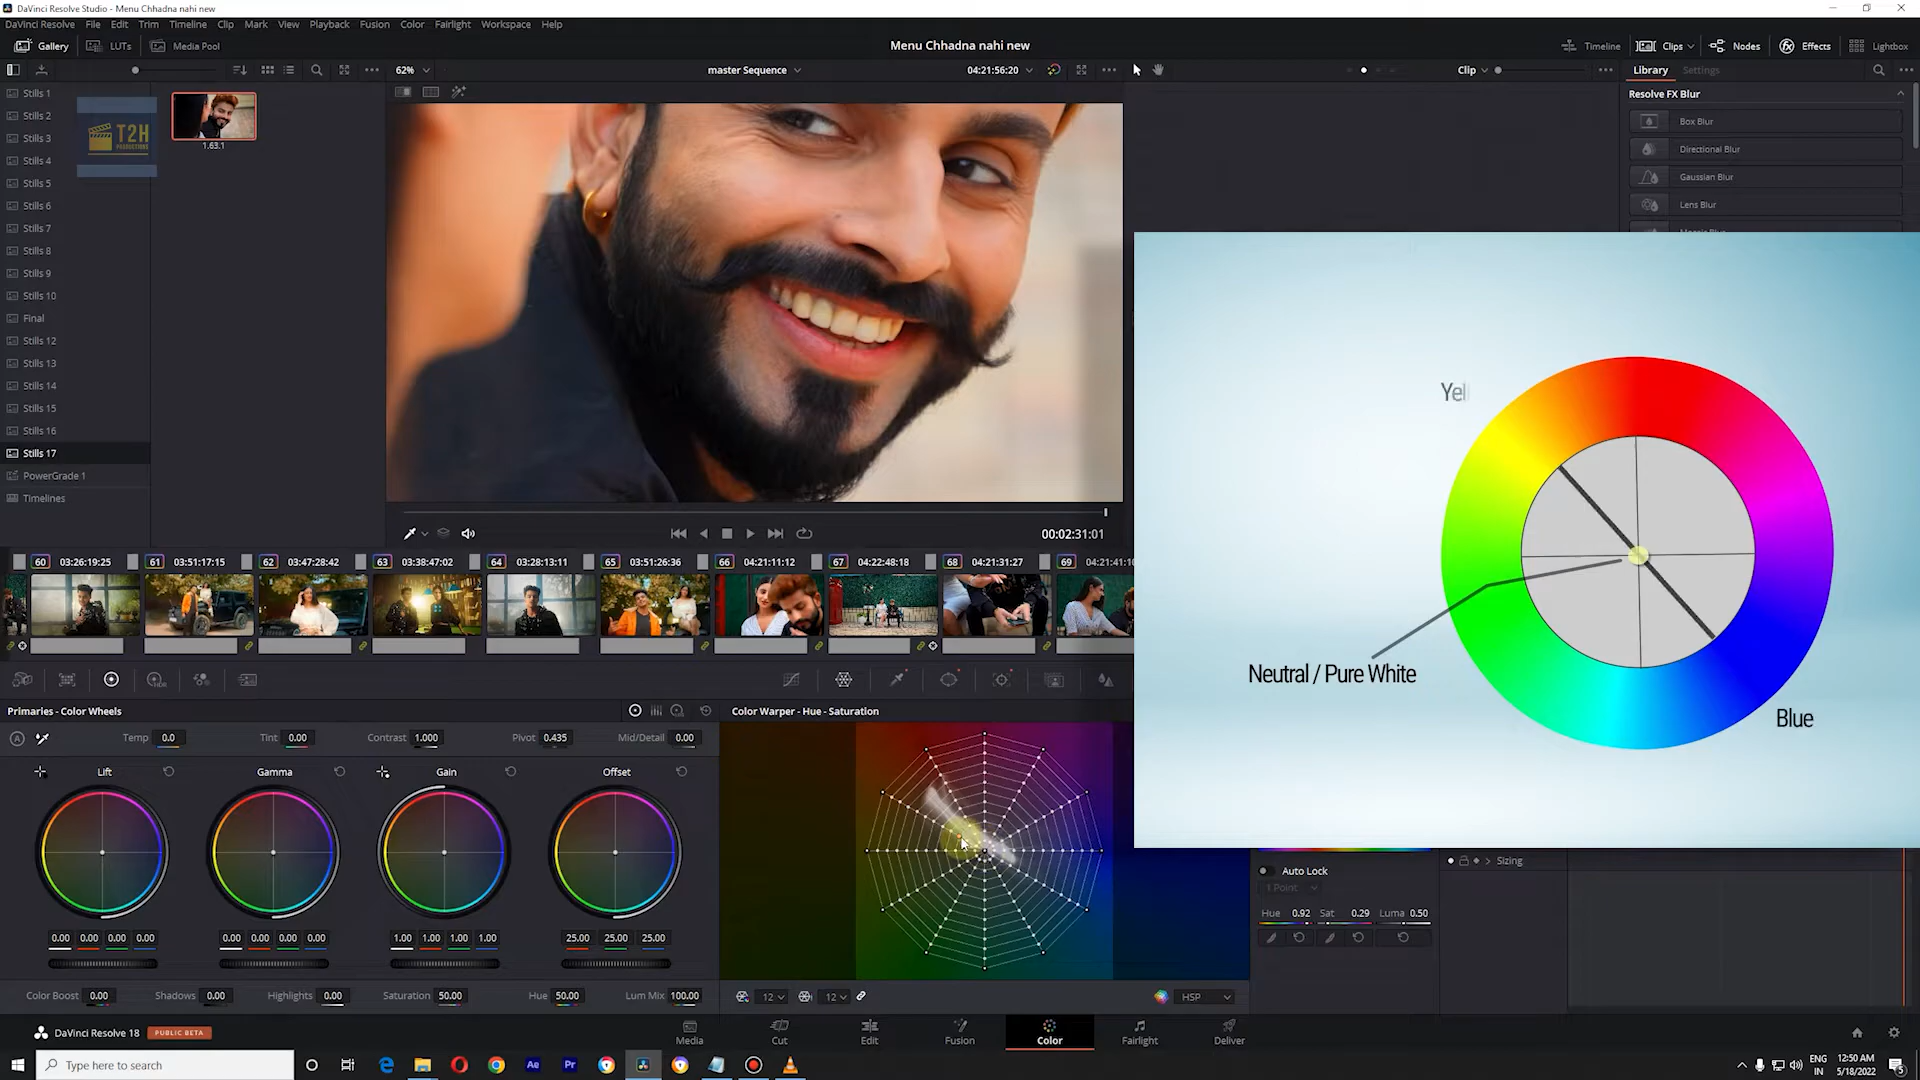 DaVinci Resolve Studio - Menu Chhadna nahi new
DaVinci Resolve File Edit Trim Timeline Clip Mark View Playback Fusion Color Fairlight Workspace Help
Gallery LUTs Media Pool Menu Chhadna nahi new Timeline Clips Nodes fx Effects Lightbox
62% master Sequence 04:21:56:20 Clip Library Settings
Stills 1
Stills 2
Stills 3
Stills 4
Stills 5
Stills 6
Stills 7
Stills 8
Stills 9
Stills 10
Final
Stills 12
Stills 13
Stills 14
Stills 15
Stills 16
Stills 17
PowerGrade 1
Timelines
T2H
PRODUCTIONS
1.63.1
Resolve FX Blur
Box Blur
Directional Blur
Gaussian Blur
Lens Blur
Yel
Neutral / Pure White
Blue
00:02:31:01
60 03:26:19:25 61 03:51:17:15 62 03:47:28:42 63 03:38:47:02 64 03:28:13:11 65 03:51:26:36 66 04:21:11:12 67 04:22:48:18 68 04:21:31:27 69 04:21:41:10
Primaries - Color Wheels
Color Warper - Hue - Saturation
A Temp 0.0 Tint 0.00 Contrast 1.000 Pivot 0.435 Mid/Detail 0.00
Lift Gamma Gain Offset
0.00 0.00 0.00 0.00 0.00 0.00 0.00 0.00 1.00 1.00 1.00 1.00 25.00 25.00 25.00
Color Boost 0.00 Shadows 0.00 Highlights 0.00 Saturation 50.00 Hue 50.00 Lum Mix 100.00
12 12 HSP
Auto Lock
1 Point
Hue 0.92 Sat 0.29 Luma 0.50
Sizing
DaVinci Resolve 18 PUBLIC BETA
Media Cut Edit Fusion Color Fairlight Deliver
Type here to search
Ae Pr
ENG
IN
12:50 AM
5/18/2022
5